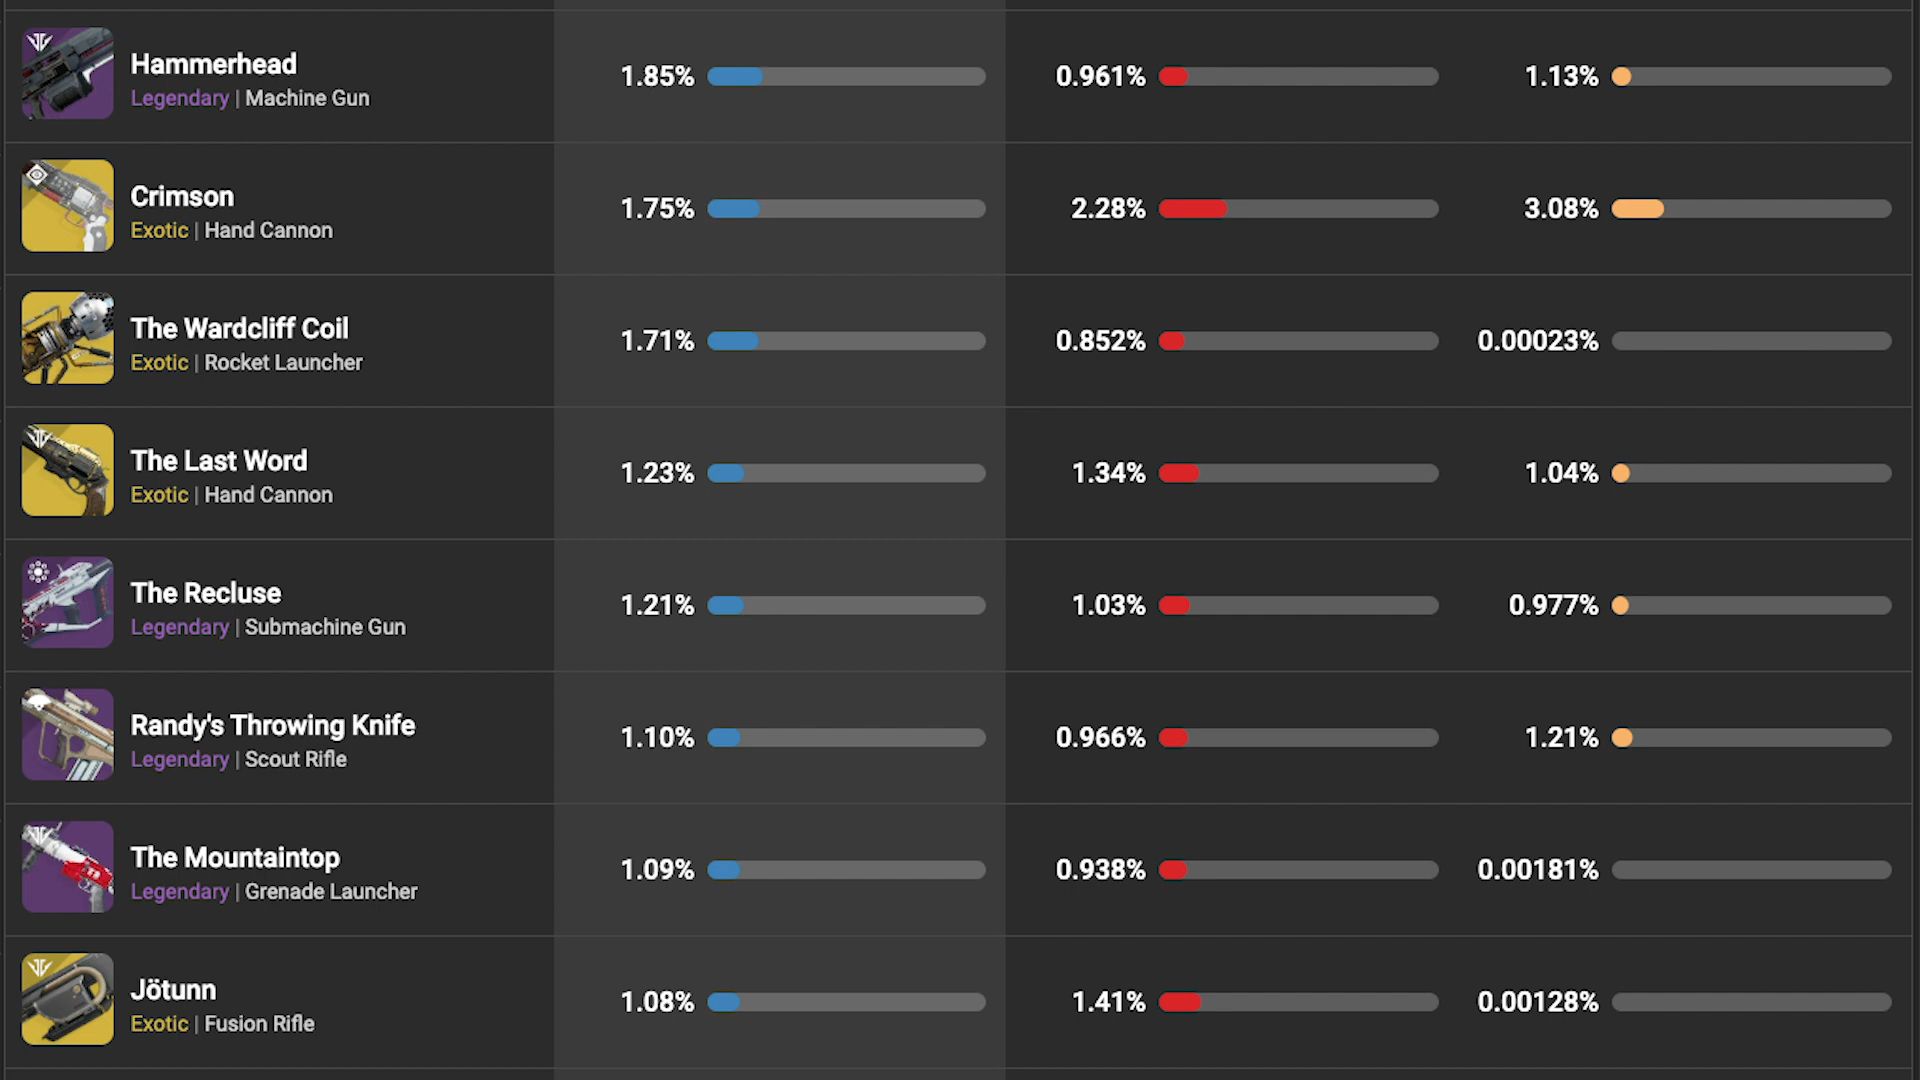 Hammerhead
Legendary | Machine Gun
1.85%
0.961%
1.13%
Crimson
Exotic | Hand Cannon
1.75%
2.28%
3.08%
The Wardcliff Coil
Exotic | Rocket Launcher
1.71%
0.852%
0.00023%
The Last Word
Exotic | Hand Cannon
1.23%
1.34%
1.04%
The Recluse
Legendary | Submachine Gun
1.21%
1.03%
0.977%
Randy's Throwing Knife
Legendary | Scout Rifle
1.10%
0.966%
1.21%
The Mountaintop
Legendary | Grenade Launcher
1.09%
0.938%
0.00181%
Jötunn
Exotic | Fusion Rifle
1.08%
1.41%
0.00128%